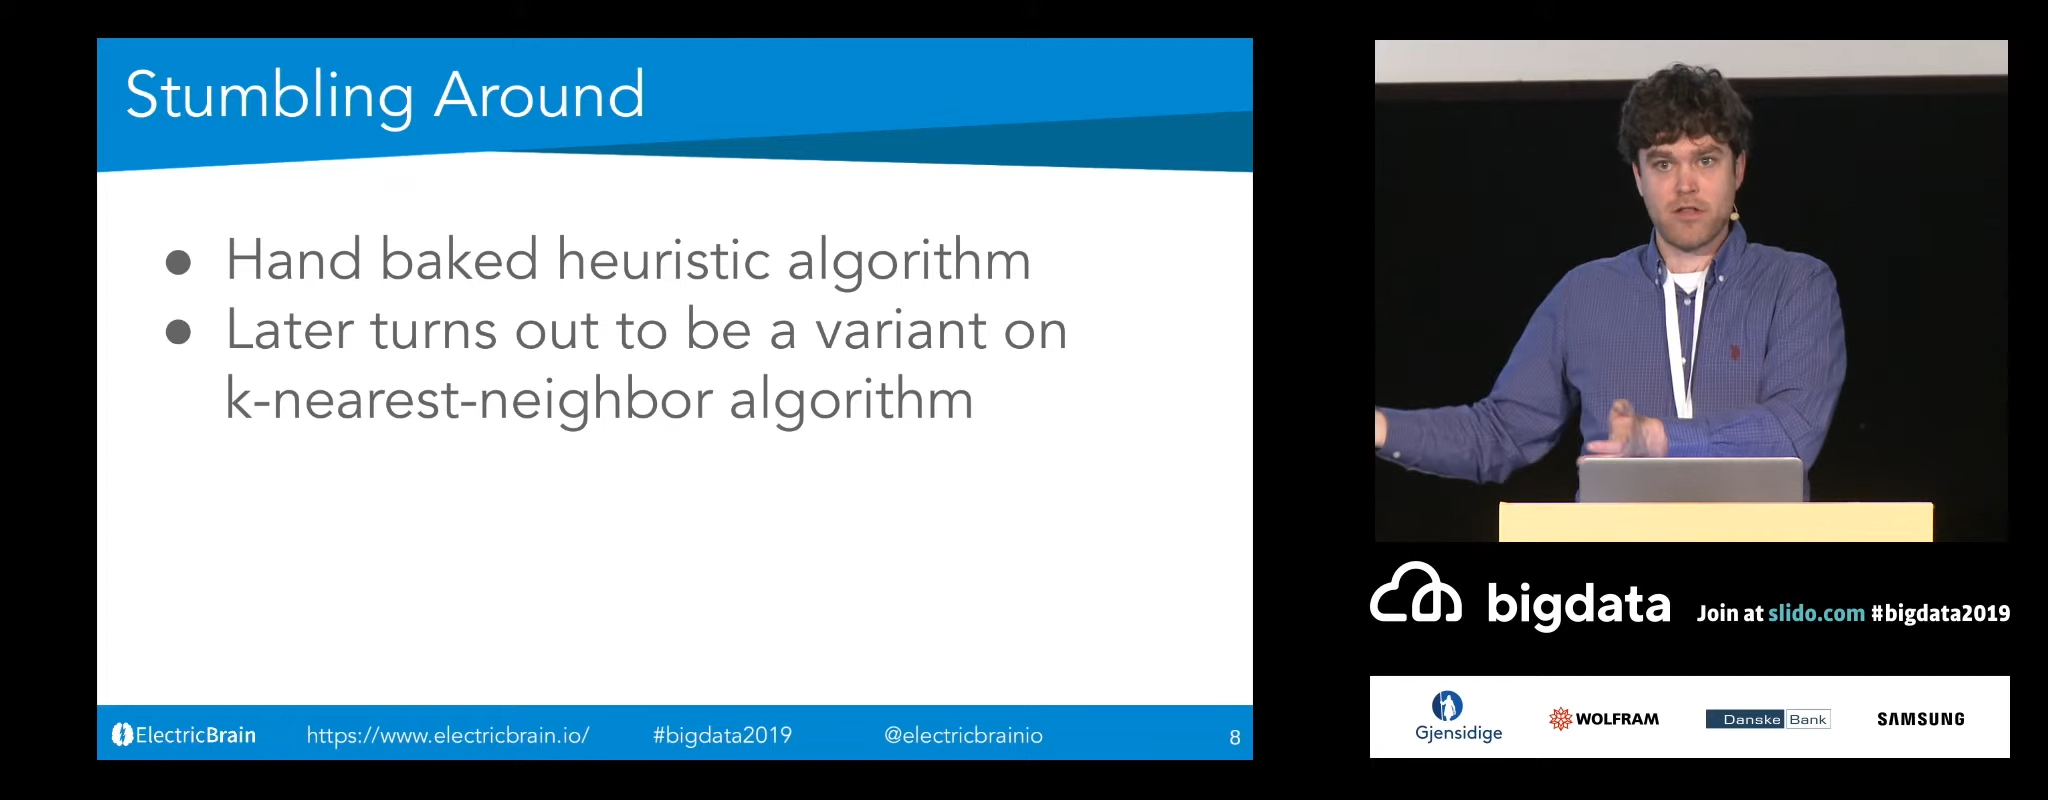 Stumbling Around
● Hand baked heuristic algorithm
● Later turns out to be a variant on
k-nearest-neighbor algorithm
ElectricBrain https://www.electricbrain.io/ #bigdata2019 @electricbrainio 8
bigdata Join at slido.com #bigdata2019
Gjensidige WOLFRAM Danske Bank SAMSUNG